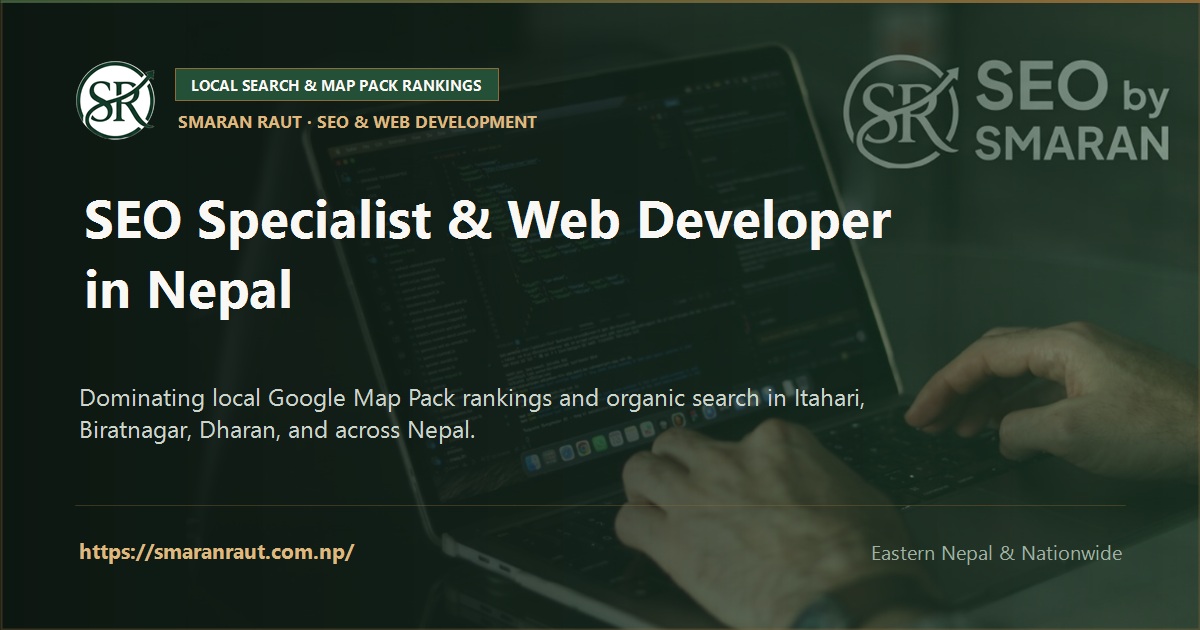 SR
LOCAL SEARCH & MAP PACK RANKINGS
SMARAN RAUT · SEO & WEB DEVELOPMENT
SR
SEO by
SMARAN
SEO Specialist & Web Developer
in Nepal
Dominating local Google Map Pack rankings and organic search in Itahari,
Biratnagar, Dharan, and across Nepal.
https://smaranraut.com.np/
Eastern Nepal & Nationwide